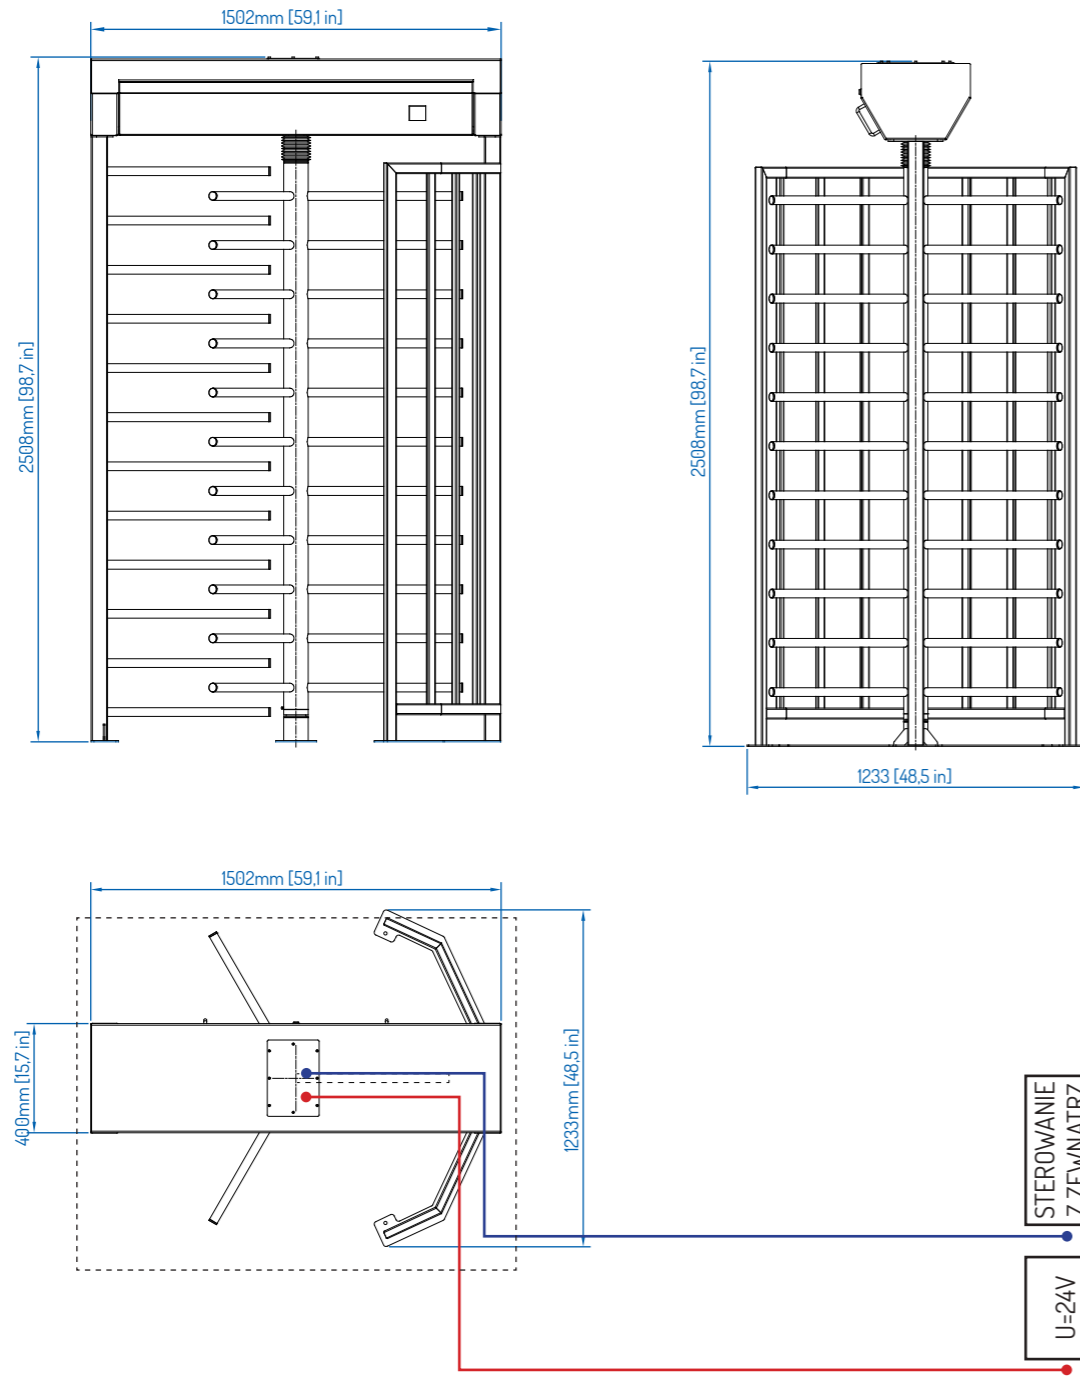 1502mm [59,1 in]
2508mm [98,7 in]
2508mm [98,7 in]
1233 [48,5 in]
1502mm [59,1 in]
400mm [15,7 in]
1233mm [48,5 in]
STEROWANIE
Z ZEWNĄTRZ
U=24V